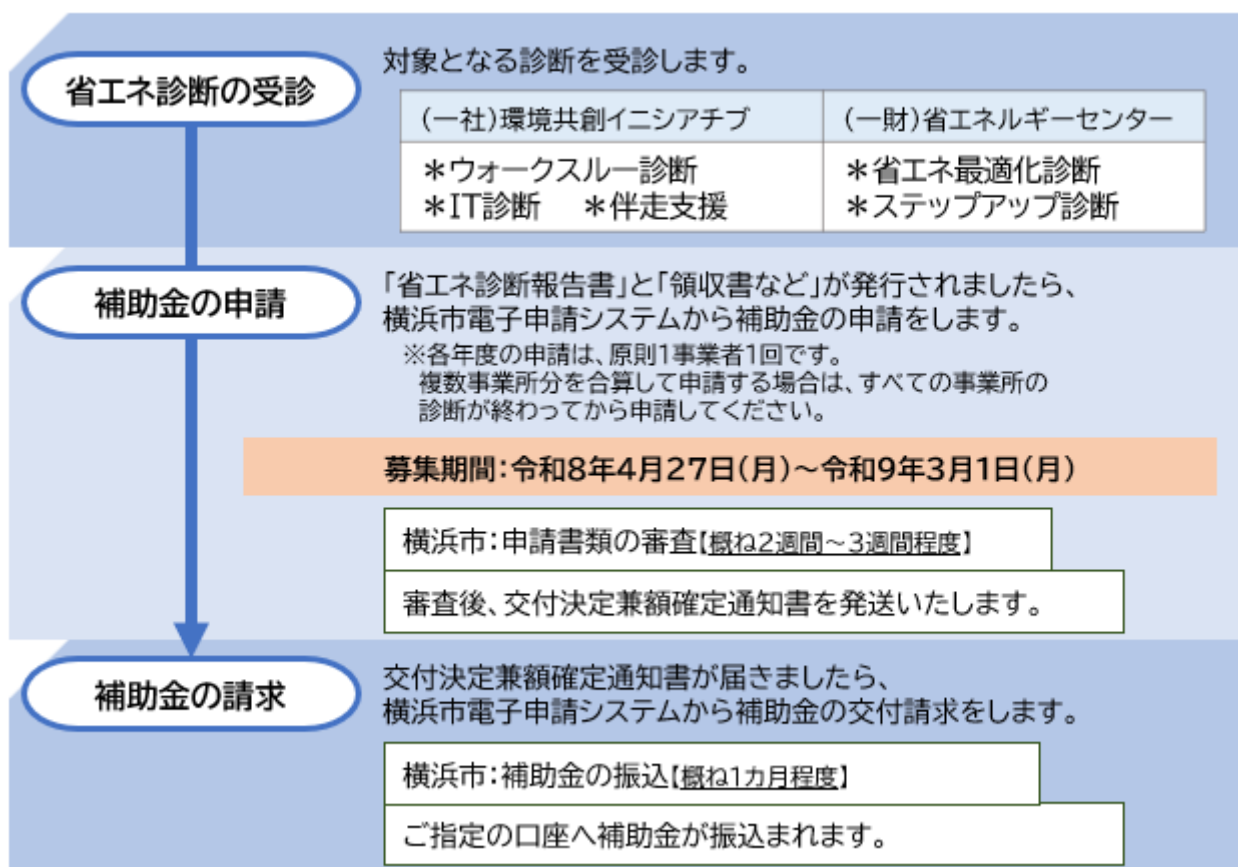 省エネ診断の受診
対象となる診断を受診します。
(一社)環境共創イニシアチブ
(一財)省エネルギーセンター
*ウォークスルー診断
*IT診断 *伴走支援
*省エネ最適化診断
*ステップアップ診断
補助金の申請
「省エネ診断報告書」と「領収書など」が発行されましたら、
横浜市電子申請システムから補助金の申請をします。
※各年度の申請は、原則1事業者1回です。
複数事業所分を合算して申請する場合は、すべての事業所の
診断が終わってから申請してください。
募集期間:令和8年4月27日(月)~令和9年3月1日(月)
横浜市:申請書類の審査【概ね2週間~3週間程度】
審査後、交付決定兼額確定通知書を発送いたします。
補助金の請求
交付決定兼額確定通知書が届きましたら、
横浜市電子申請システムから補助金の交付請求をします。
横浜市:補助金の振込【概ね1カ月程度】
ご指定の口座へ補助金が振込まれます。